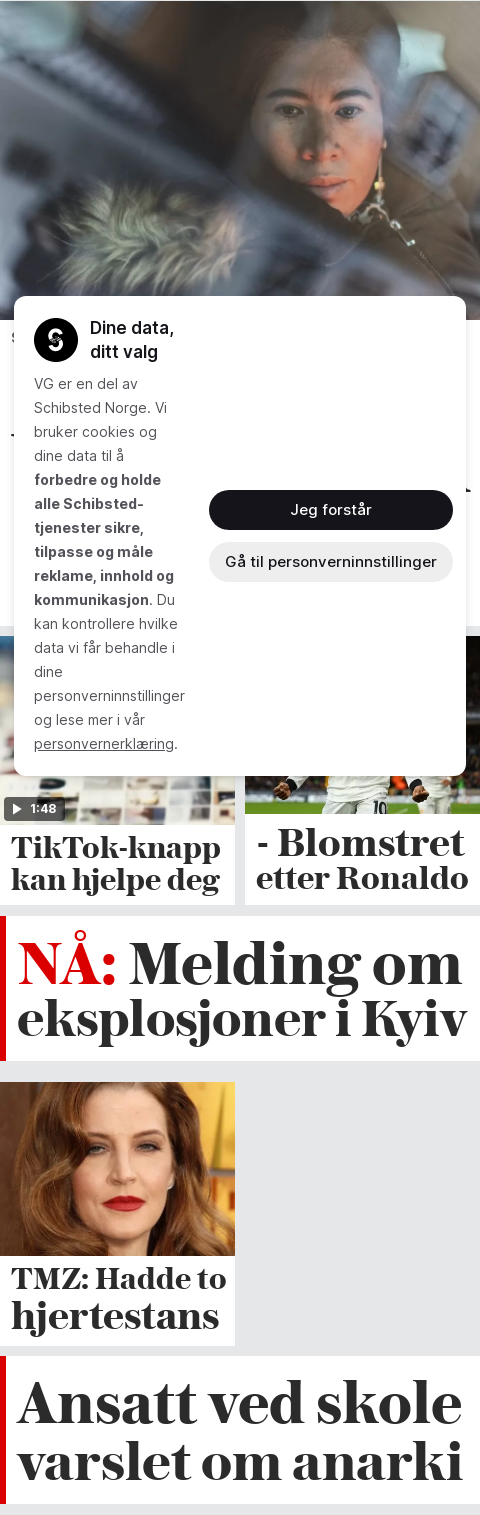 Dine data,
ditt valg
VG er en del av
Schibsted Norge. Vi
bruker cookies og
dine data til å
forbedre og holde
alle Schibsted-
tjenester sikre,
tilpasse og måle
reklame, innhold og
kommunikasjon. Du
kan kontrollere hvilke
data vi får behandle i
dine
personverninnstillinger
og lese mer i vår
personvernerklæring.
Jeg forstår
Gå til personverninnstillinger
1:48
10
TikTok-knapp
kan hjelpe deg
- Blomstret
etter Ronaldo
NÅ: Melding om
eksplosjoner i Kyiv
TMZ: Hadde to
hjertestans
Ansatt ved skole
varslet om anarki